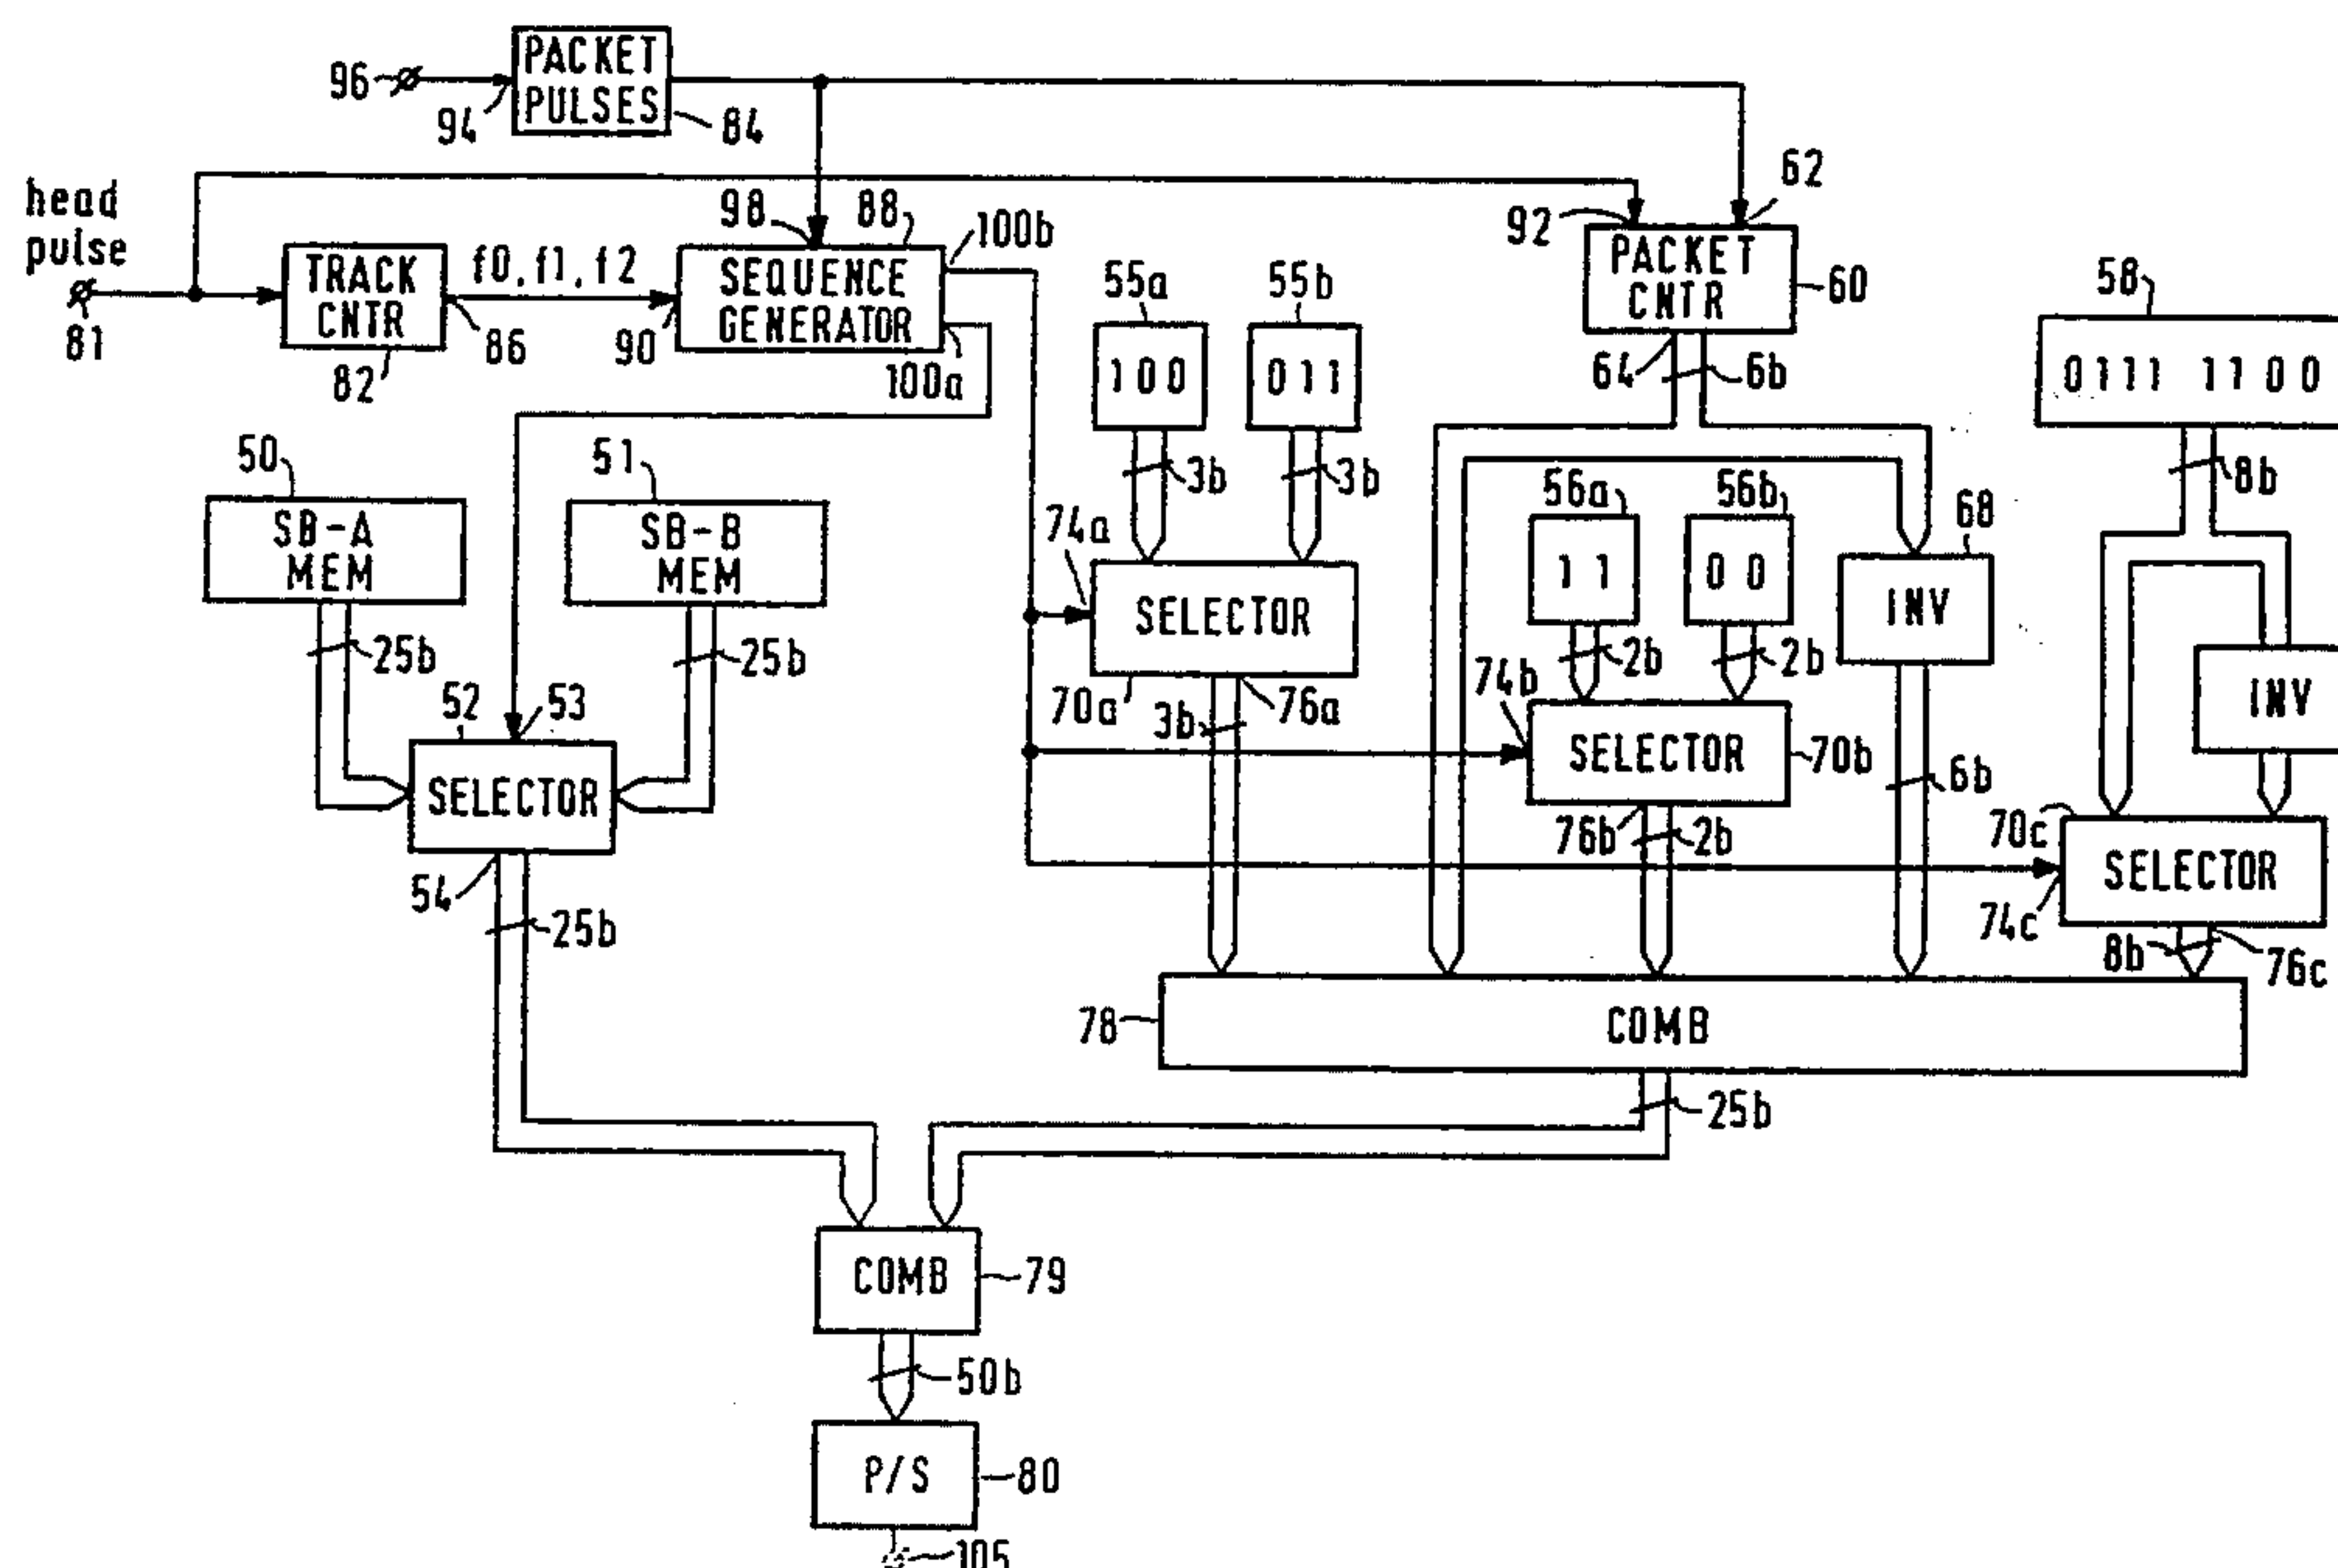 PACKET
PULSES
96
94
84
head
pulse
81
TRACK
CNTR
82
f0, f1, f2
86
90
98
88
SEQUENCE
GENERATOR
100b
100a
92
62
PACKET
CNTR
60
64
6b
55a
55b
100
011
3b
3b
58
0111 1100
8b
50
51
SB-A
MEM
SB-B
MEM
25b
25b
52
53
SELECTOR
54
25b
74a
SELECTOR
70a
76a
3b
56a
56b
11
00
2b
2b
68
INV
74b
SELECTOR
70b
76b
2b
6b
INV
70c
SELECTOR
74c
8b
76c
78
COMB
25b
COMB
79
50b
P/S
80
105